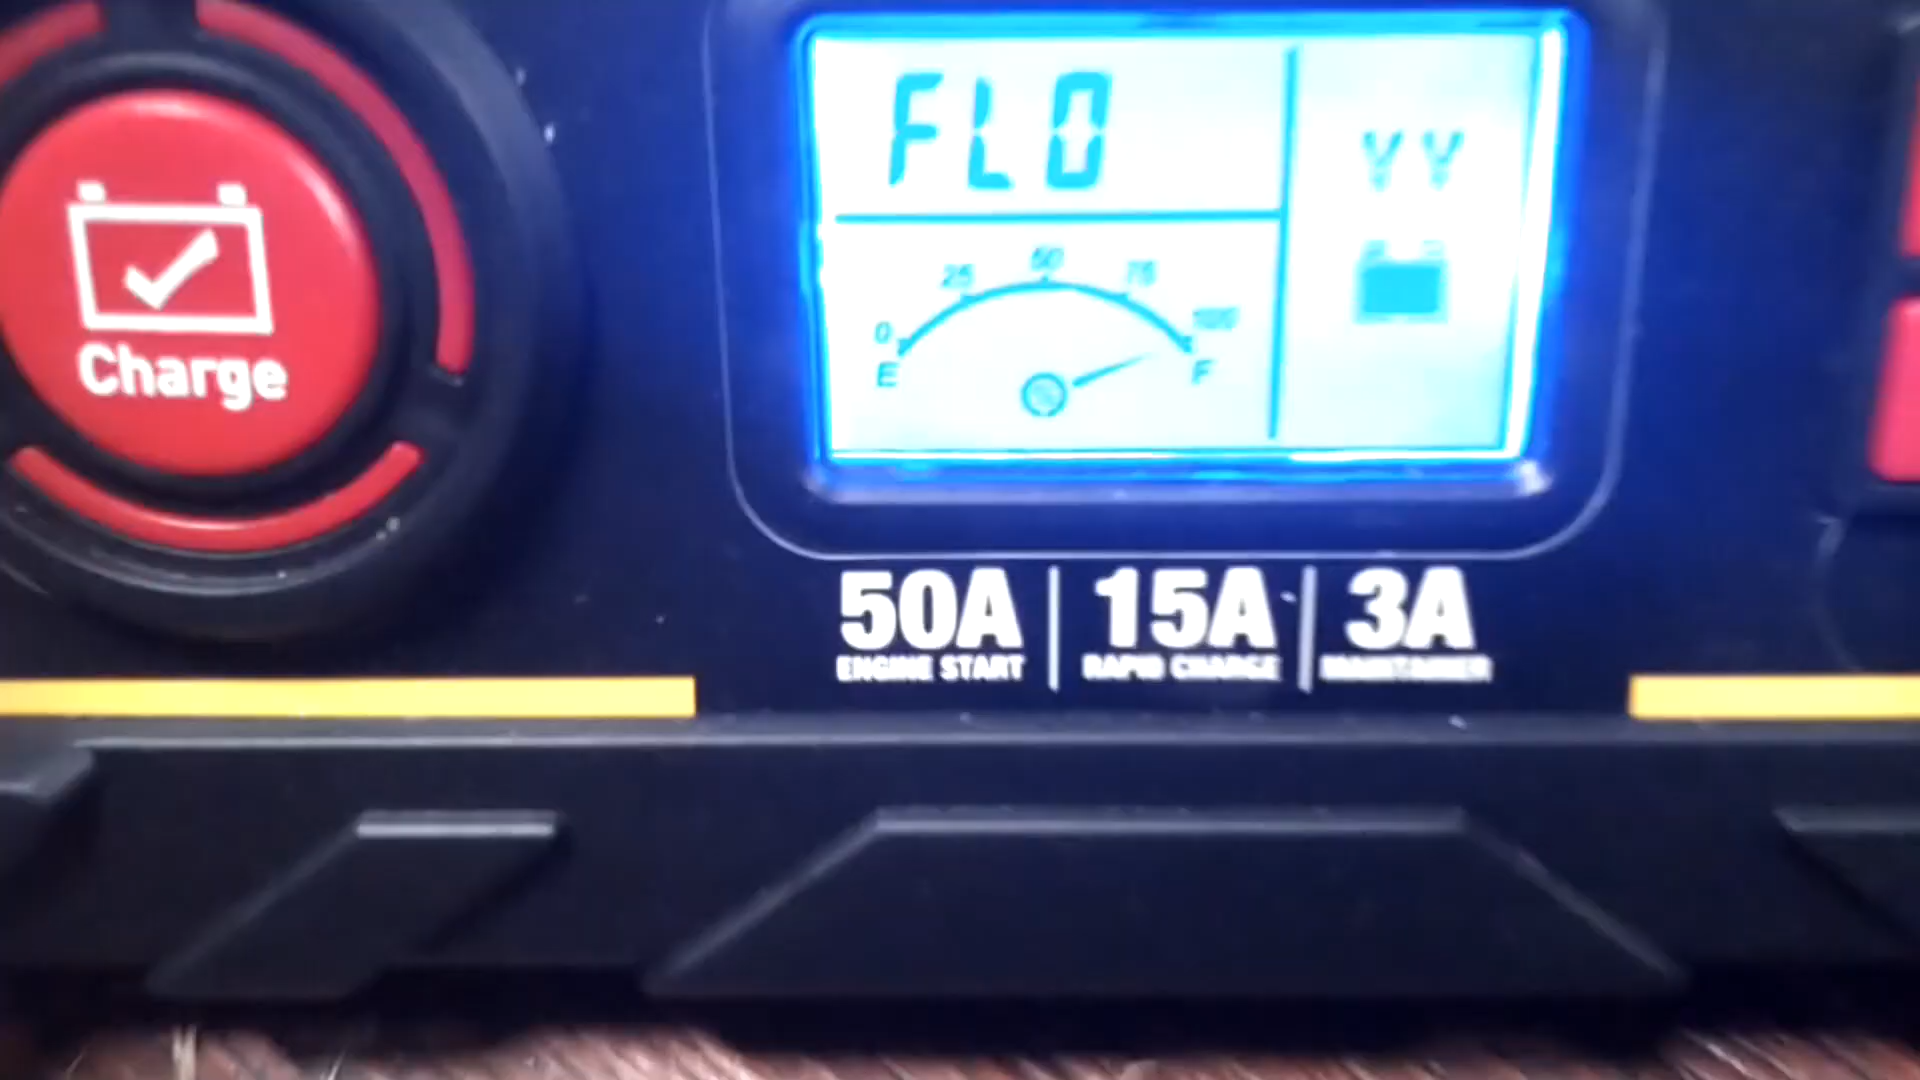 FLO
V V
0 25 50 75 100
E F
Charge
50A 15A 3A
ENGINE START RAPID CHARGE MAINTAINER